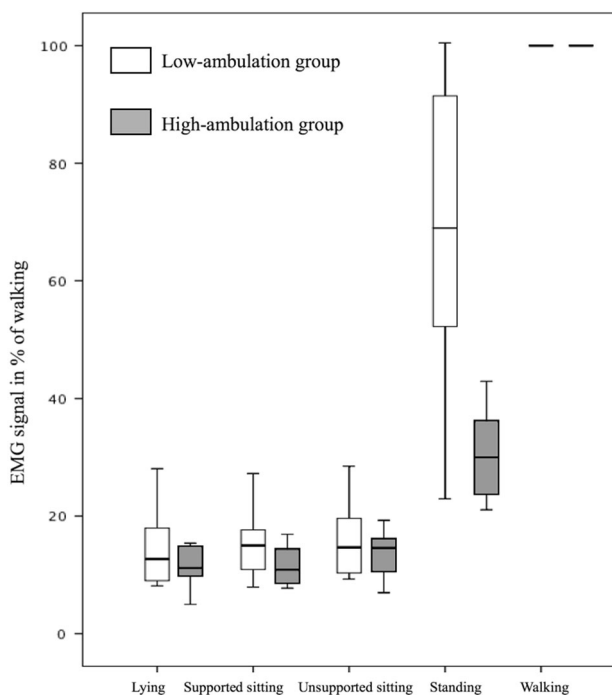 100
80
60
40
20
0
EMG signal in % of walking
Low-ambulation group
High-ambulation group
Lying Supported sitting Unsupported sitting Standing Walking